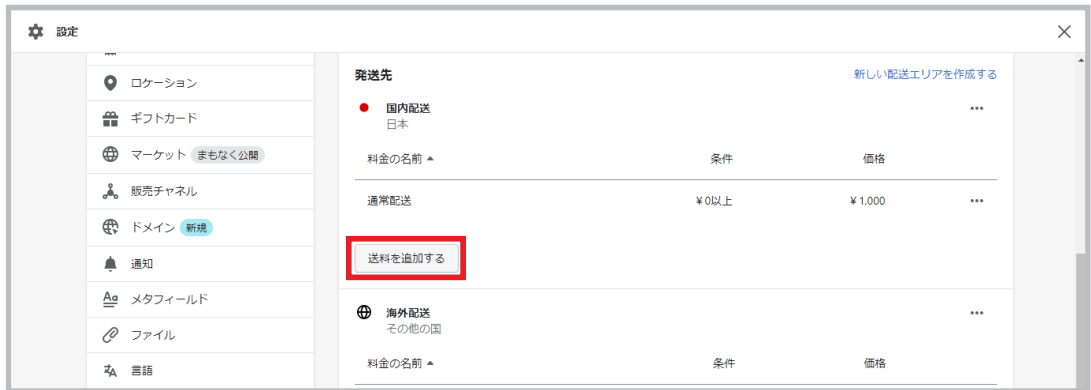 設定
ロケーション
ギフトカード
マーケット まもなく公開
販売チャネル
ドメイン 新規
通知
メタフィールド
ファイル
言語
発送先 新しい配送エリアを作成する
国内配送
日本
料金の名前 条件 価格
通常配送 ¥0以上 ¥1,000
送料を追加する
海外配送
その他の国
料金の名前 条件 価格